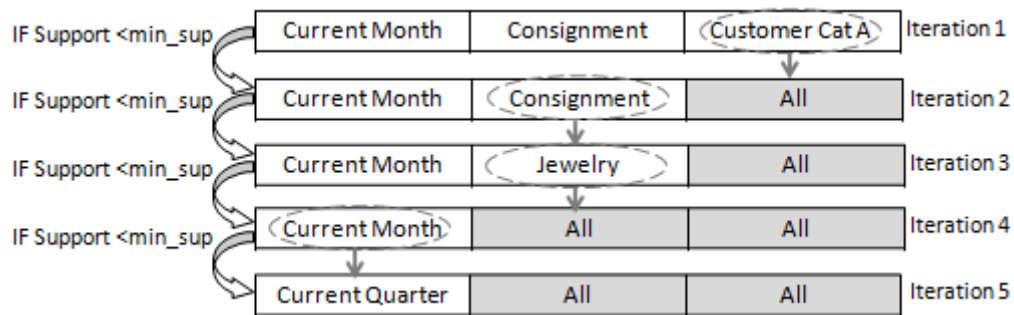 IF Support <min_sup Current Month Consignment Customer Cat A Iteration 1
IF Support <min_sup Current Month Consignment All Iteration 2
IF Support <min_sup Current Month Jewelry All Iteration 3
IF Support <min_sup Current Month All All Iteration 4
Current Quarter All All Iteration 5